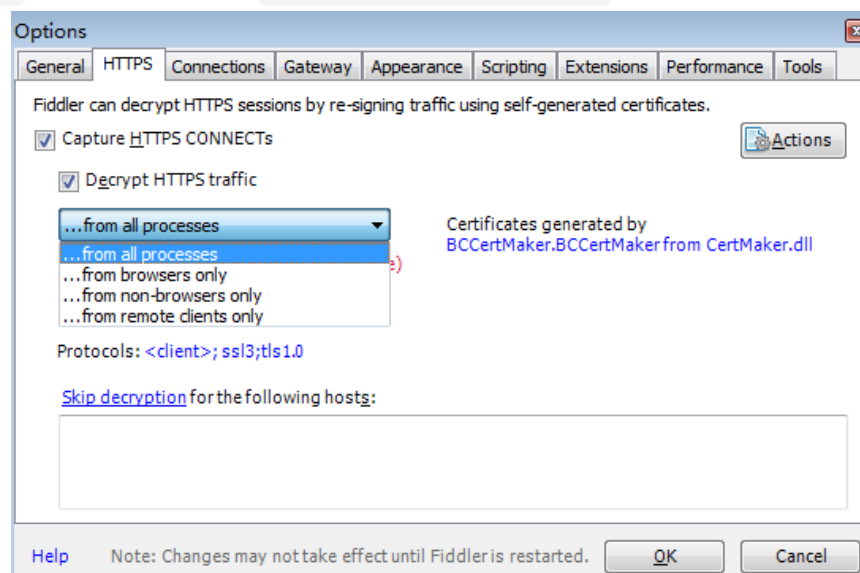 Options
General HTTPS Connections Gateway Appearance Scripting Extensions Performance Tools
Fiddler can decrypt HTTPS sessions by re-signing traffic using self-generated certificates.
Capture HTTPS CONNECTs
Actions
Decrypt HTTPS traffic
...from all processes
Certificates generated by
BCCertMaker.BCCertMaker from CertMaker.dll
...from all processes
...from browsers only
...from non-browsers only
...from remote clients only
Protocols: <client>; ssl3;tls1.0
Skip decryption for the following hosts:
Help Note: Changes may not take effect until Fiddler is restarted. OK Cancel